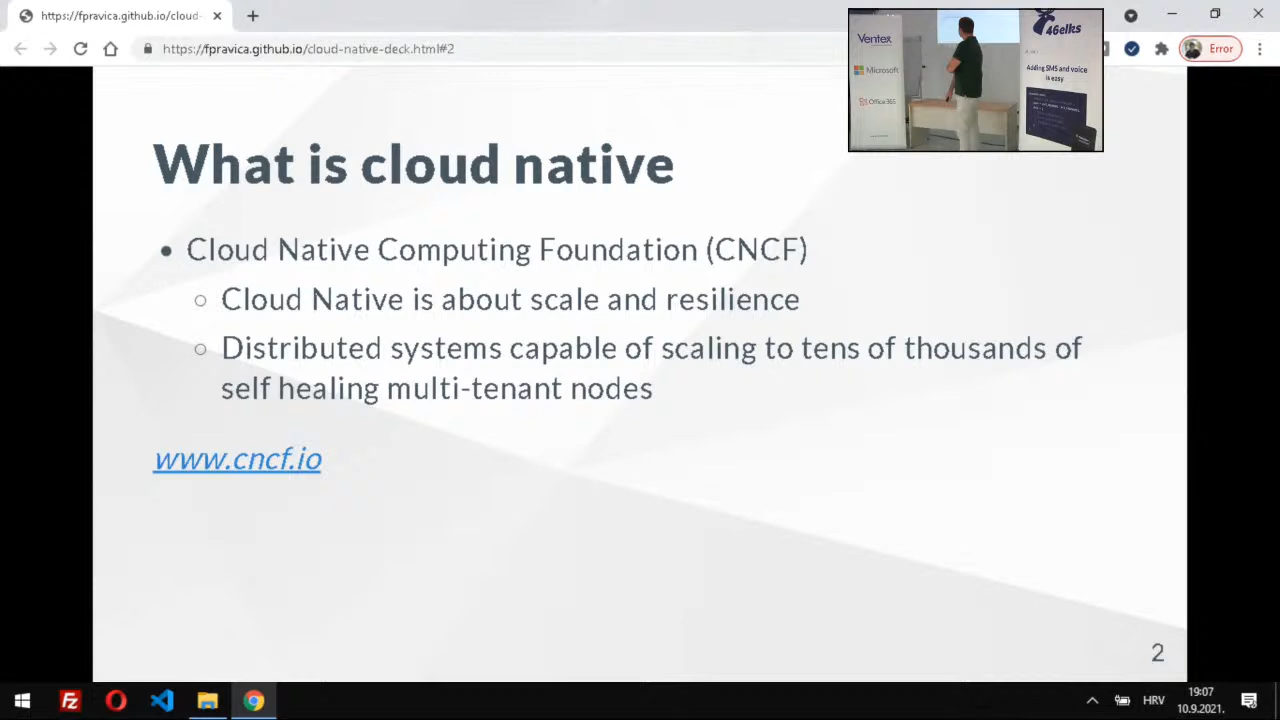 https://fpravica.github.io/cloud-
https://fpravica.github.io/cloud-native-deck.html#2
Error
Ventex
Microsoft
Office 365
46elks
Adding SMS and voice
is easy
What is cloud native
Cloud Native Computing Foundation (CNCF)
Cloud Native is about scale and resilience
Distributed systems capable of scaling to tens of thousands of
self healing multi-tenant nodes
www.cncf.io
2
HRV
19:07
10.9.2021.